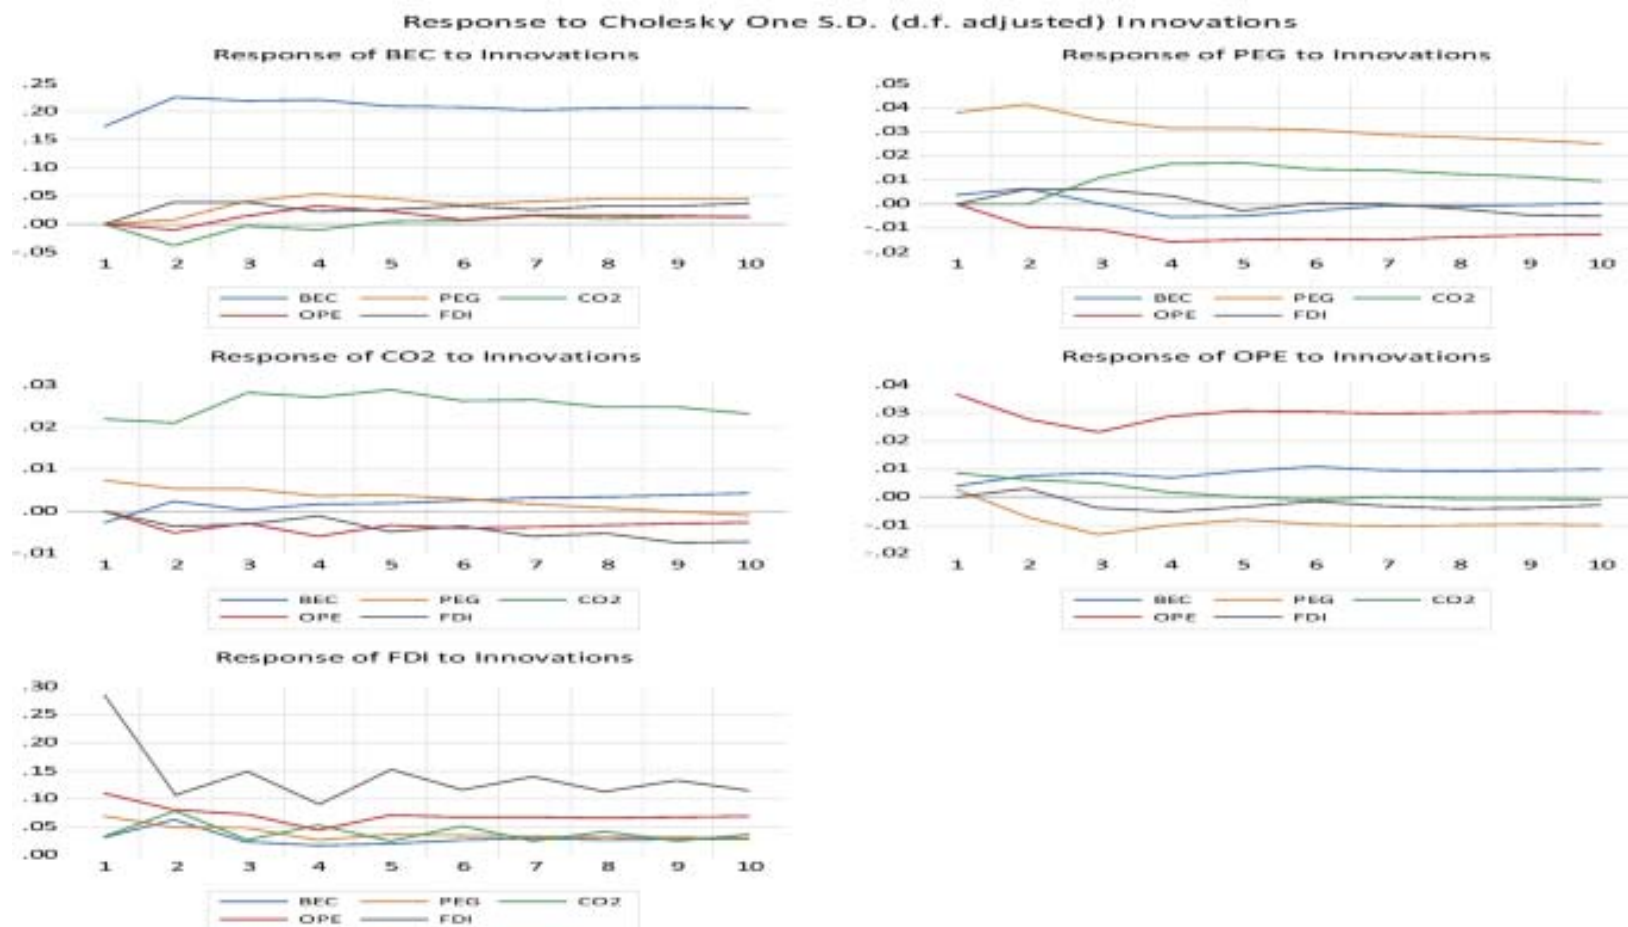 Response to Cholesky One S.D. (d.f. adjusted) Innovations
Response of BEC to Innovations
.25
.20
.15
.10
.05
.00
-.05
1 2 3 4 5 6 7 8 9 10
BEC PEG CO2
OPE FDI
Response of PEG to Innovations
.05
.04
.03
.02
.01
.00
-.01
-.02
1 2 3 4 5 6 7 8 9 10
BEC PEG CO2
OPE FDI
Response of CO2 to Innovations
.03
.02
.01
.00
-.01
1 2 3 4 5 6 7 8 9 10
BEC PEG CO2
OPE FDI
Response of OPE to Innovations
.04
.03
.02
.01
.00
-.01
-.02
1 2 3 4 5 6 7 8 9 10
BEC PEG CO2
OPE FDI
Response of FDI to Innovations
.30
.25
.20
.15
.10
.05
.00
1 2 3 4 5 6 7 8 9 10
BEC PEG CO2
OPE FDI